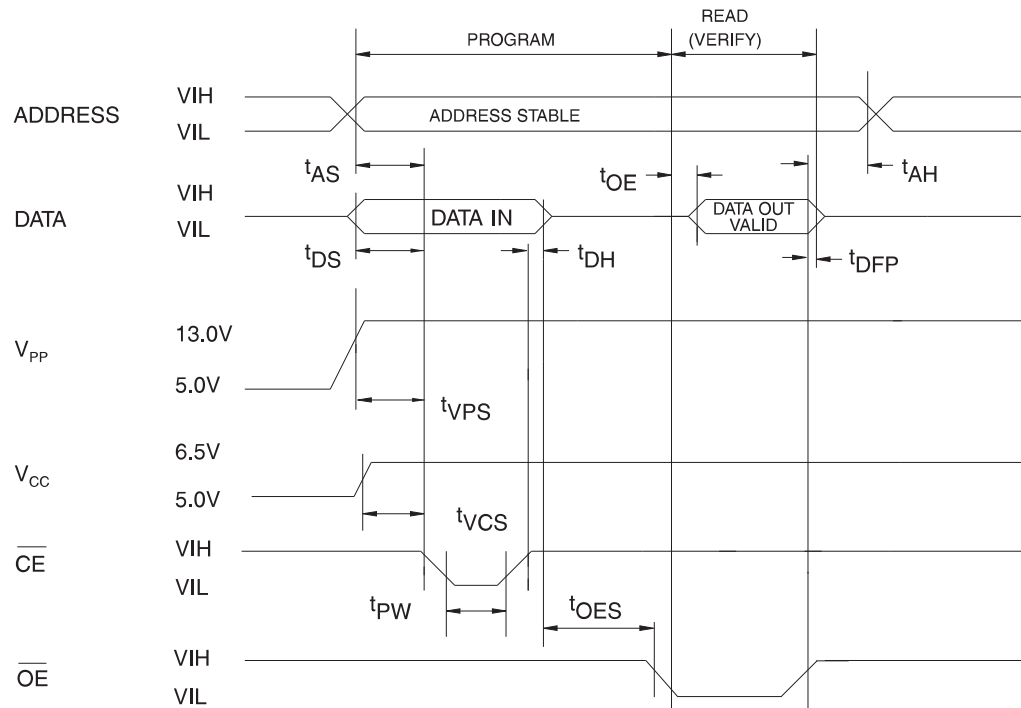 READ
PROGRAM (VERIFY)
ADDRESS VIH ADDRESS STABLE
VIL
tAS tOE tAH
DATA VIH DATA IN DATA OUT
VIL VALID
tDS tDH tDFP
VPP 13.0V
5.0V tVPS
VCC 6.5V
5.0V tVCS
CE VIH
VIL
tPW tOES
OE VIH
VIL